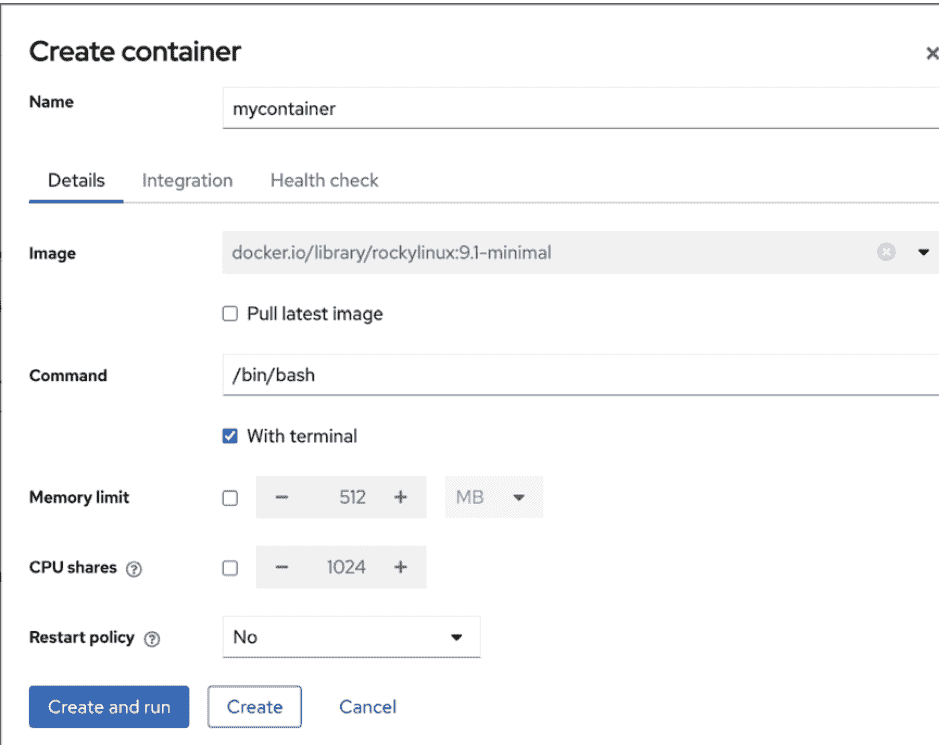 Create container
Name
mycontainer
Details Integration Health check
Image
docker.io/library/rockylinux:9.1-minimal
Pull latest image
Command
/bin/bash
With terminal
Memory limit
− 512 + MB
CPU shares ?
− 1024 +
Restart policy ?
No
Create and run Create Cancel